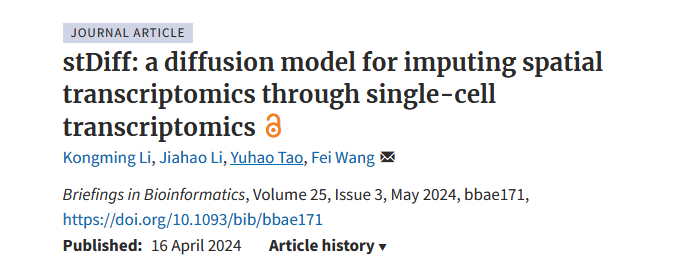 JOURNAL ARTICLE
stDiff: a diffusion model for imputing spatial
transcriptomics through single-cell
transcriptomics
Kongming Li, Jiahao Li, Yuhao Tao, Fei Wang
Briefings in Bioinformatics, Volume 25, Issue 3, May 2024, bbae171,
https://doi.org/10.1093/bib/bbae171
Published: 16 April 2024 Article history